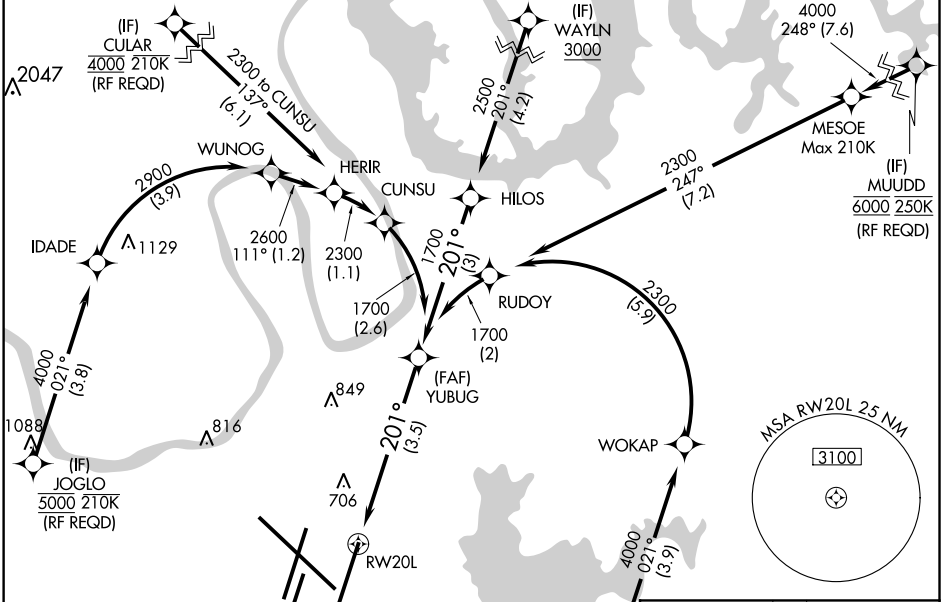 (IF)
CULAR
4000 210K
(RF REQD)
2047
2300 to CUNSU
137°
(6.1)
(IF)
WAYLN
3000
2500
201°
(4.2)
4000
248° (7.6)
MESOE
Max 210K
(IF)
MUUDD
6000 250K
(RF REQD)
2300
247°
(7.2)
WUNOG
HERIR
CUNSU
HILOS
2900
(3.9)
IDADE
1129
2600
111° (1.2)
2300
(1.1)
1700
201°
(3)
RUDOY
1700
(2.6)
1700
(2)
2300
(5.9)
4000
021°
(3.8)
(FAF)
YUBUG
849
816
1088
(IF)
JOGLO
5000 210K
(RF REQD)
201°
(3.5)
706
RW20L
WOKAP
4000
021°
(3.9)
MSA RW20L 25 NM
3100